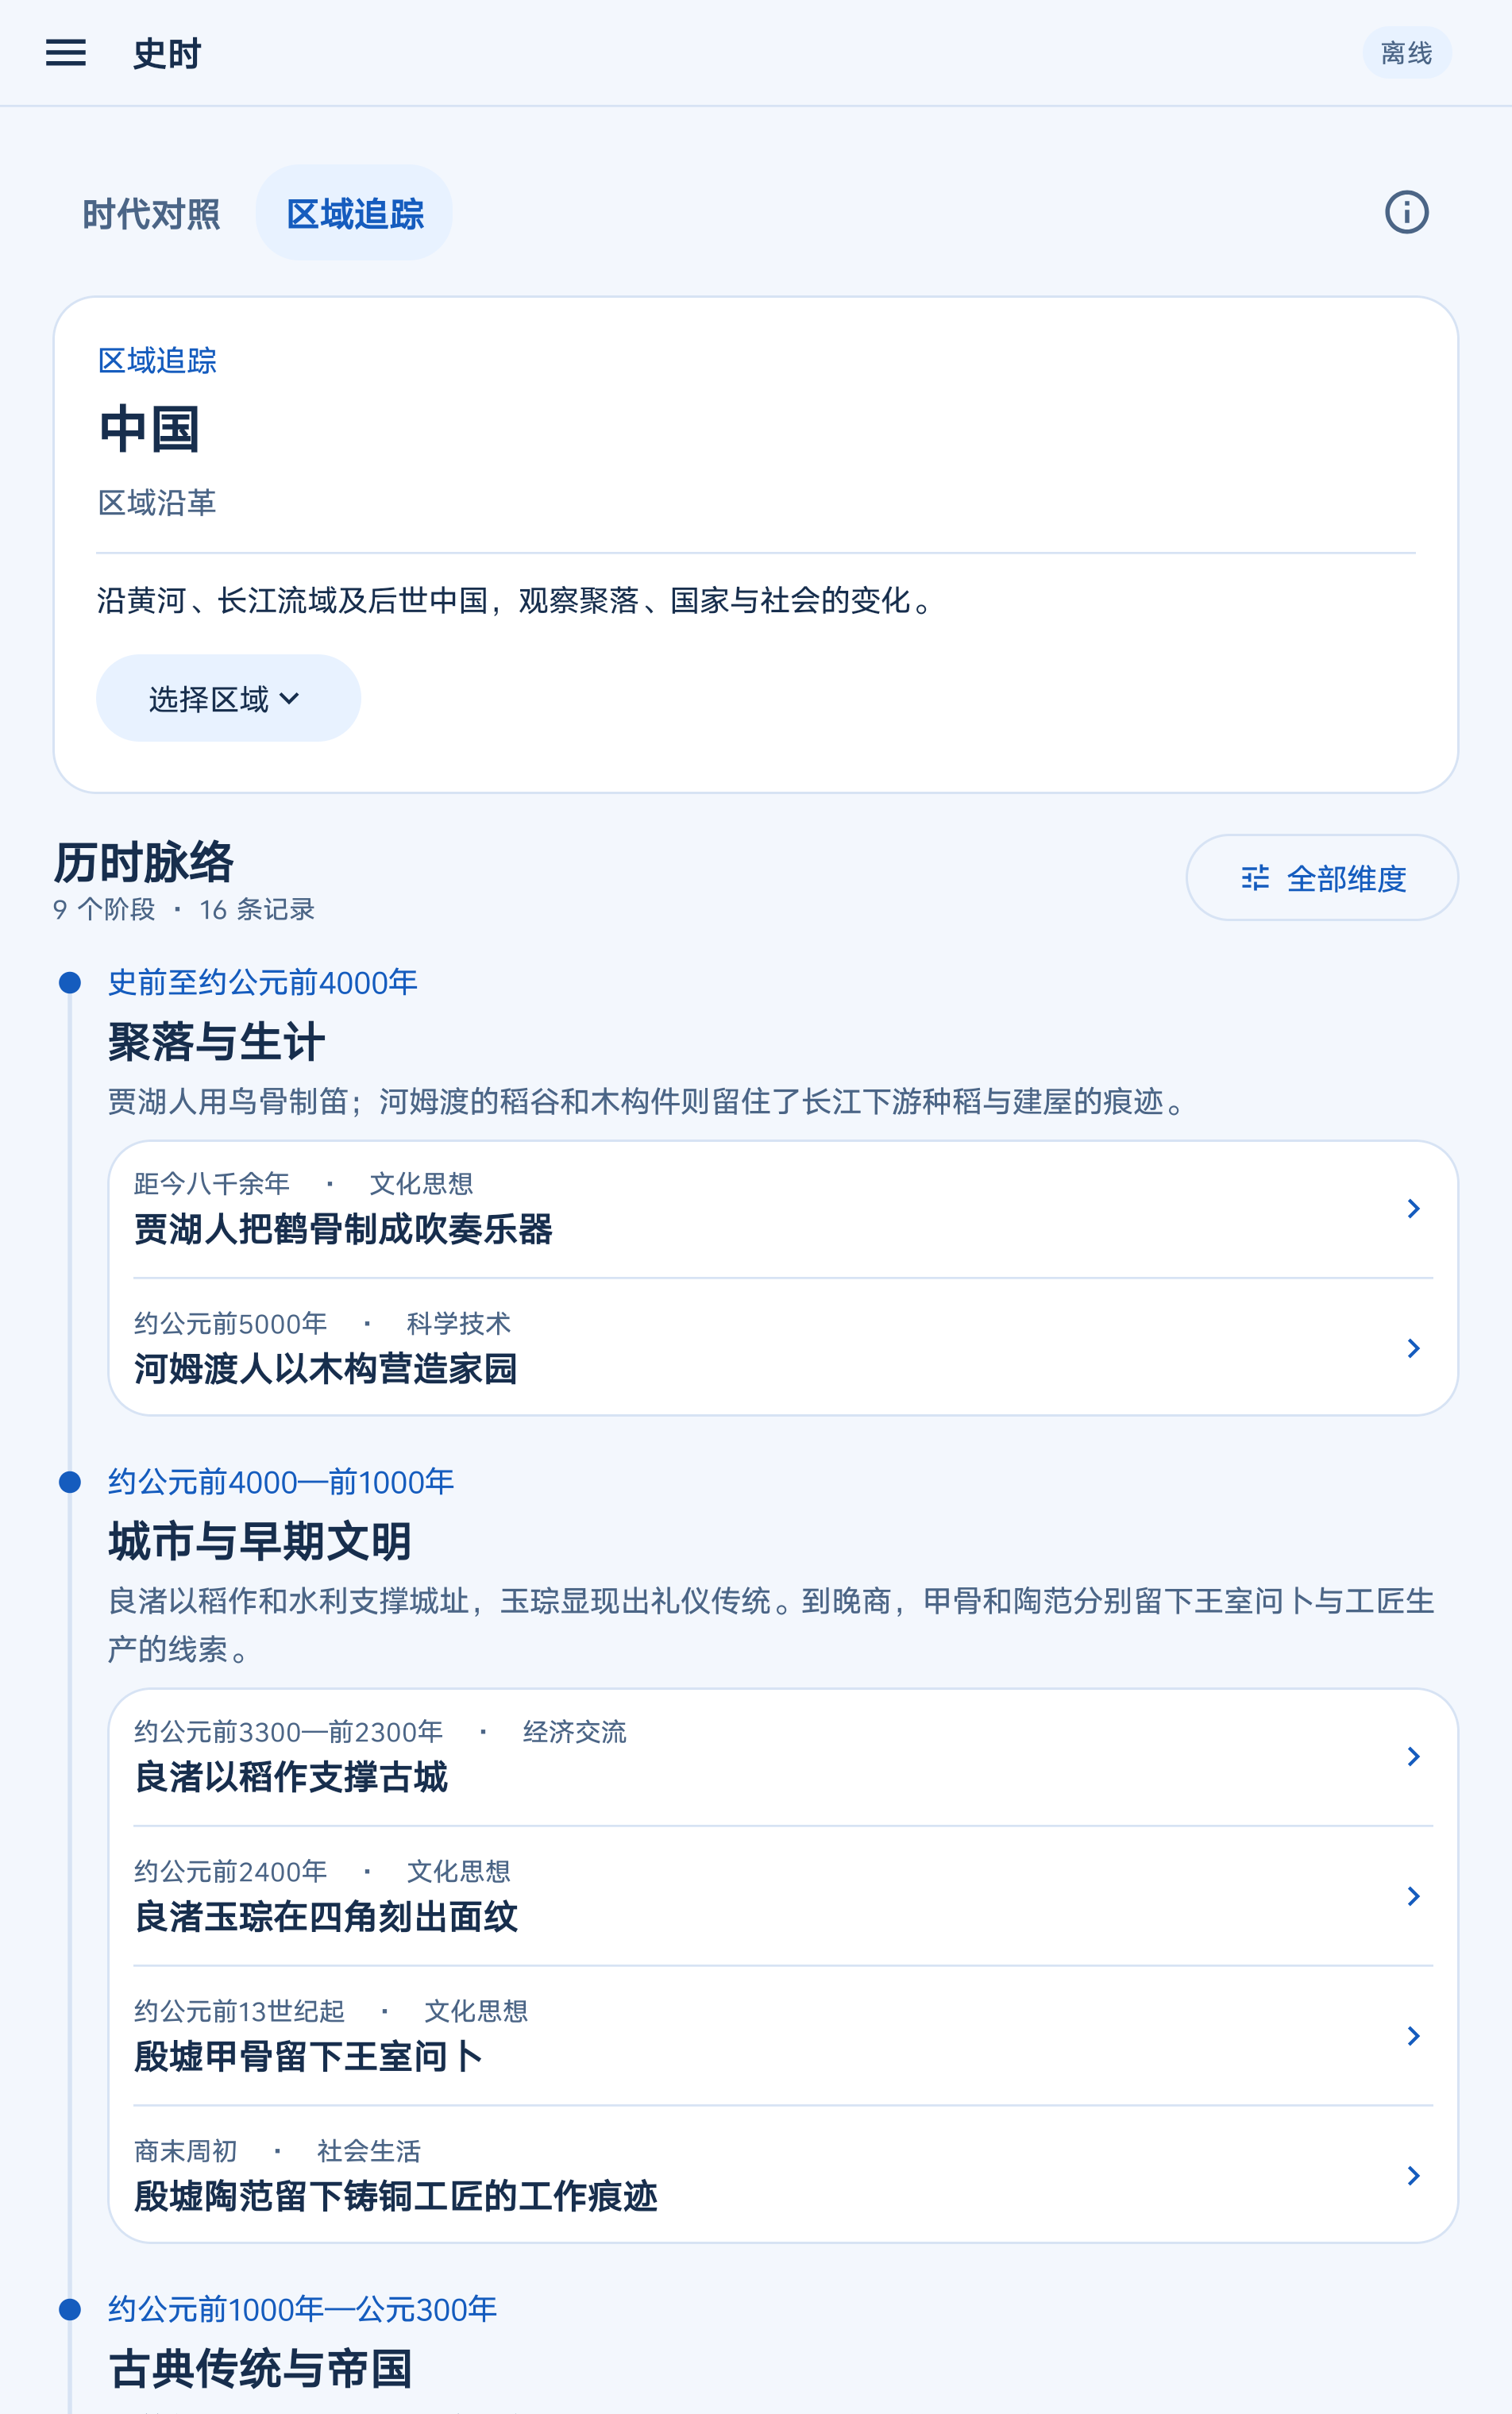 史时
离线
时代对照
区域追踪
区域追踪
中国
区域沿革
沿黄河、长江流域及后世中国，观察聚落、国家与社会的变化。
选择区域
历时脉络
9 个阶段 · 16 条记录
全部维度
史前至约公元前4000年
聚落与生计
贾湖人用鸟骨制笛；河姆渡的稻谷和木构件则留住了长江下游种稻与建屋的痕迹。
距今八千余年 · 文化思想
贾湖人把鹤骨制成吹奏乐器
约公元前5000年 · 科学技术
河姆渡人以木构营造家园
约公元前4000—前1000年
城市与早期文明
良渚以稻作和水利支撑城址，玉琮显现出礼仪传统。到晚商，甲骨和陶范分别留下王室问卜与工匠生
产的线索。
约公元前3300—前2300年 · 经济交流
良渚以稻作支撑古城
约公元前2400年 · 文化思想
良渚玉琮在四角刻出面纹
约公元前13世纪起 · 文化思想
殷墟甲骨留下王室问卜
商末周初 · 社会生活
殷墟陶范留下铸铜工匠的工作痕迹
约公元前1000年—公元300年
古典传统与帝国